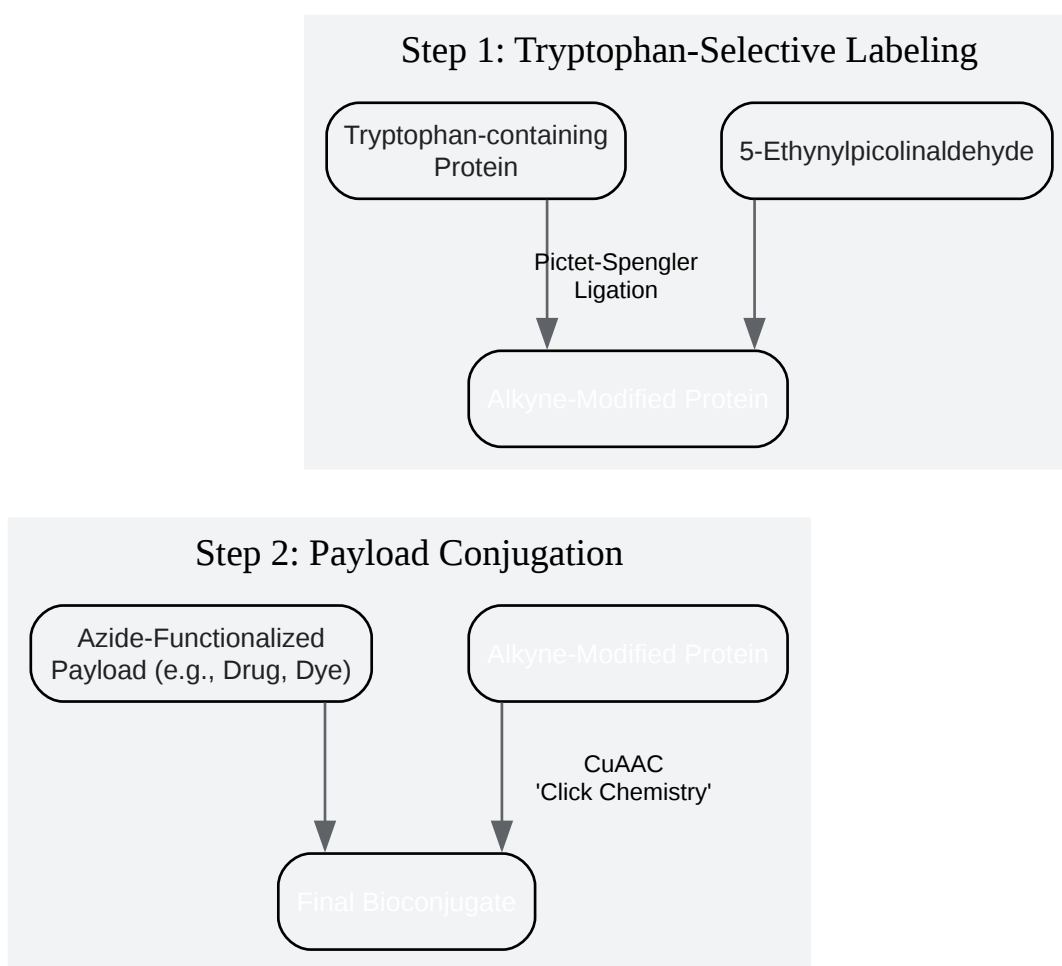 Step 1: Tryptophan-Selective Labeling
Tryptophan-containing
Protein
5-Ethynylpicolinaldehyde
Pictet-Spengler
Ligation
Alkyne-Modified Protein
Step 2: Payload Conjugation
Azide-Functionalized
Payload (e.g., Drug, Dye)
Alkyne-Modified Protein
CuAAC
'Click Chemistry'
Final Bioconjugate